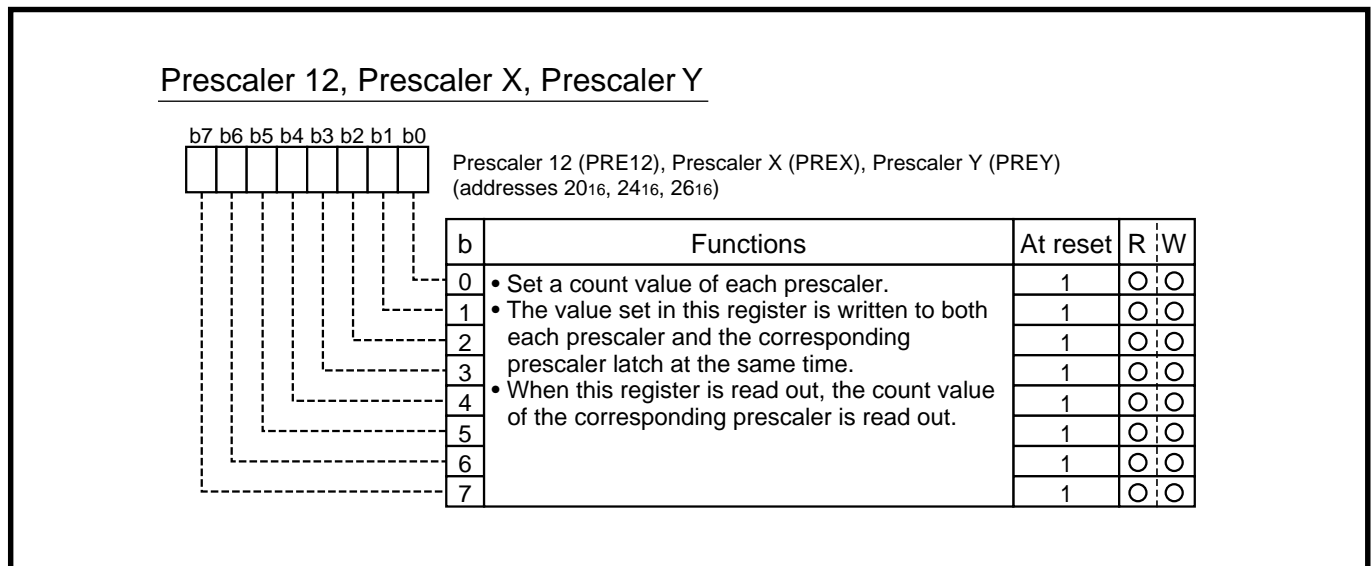 Prescaler 12, Prescaler X, Prescaler Y
b7 b6 b5 b4 b3 b2 b1 b0
Prescaler 12 (PRE12), Prescaler X (PREX), Prescaler Y (PREY)
(addresses 20₁₆, 24₁₆, 26₁₆)
b Functions At reset R W
0 • Set a count value of each prescaler. 1 ○ ○
1 • The value set in this register is written to both 1 ○ ○
2 each prescaler and the corresponding 1 ○ ○
3 prescaler latch at the same time. 1 ○ ○
4 • When this register is read out, the count value 1 ○ ○
5 of the corresponding prescaler is read out. 1 ○ ○
6 1 ○ ○
7 1 ○ ○